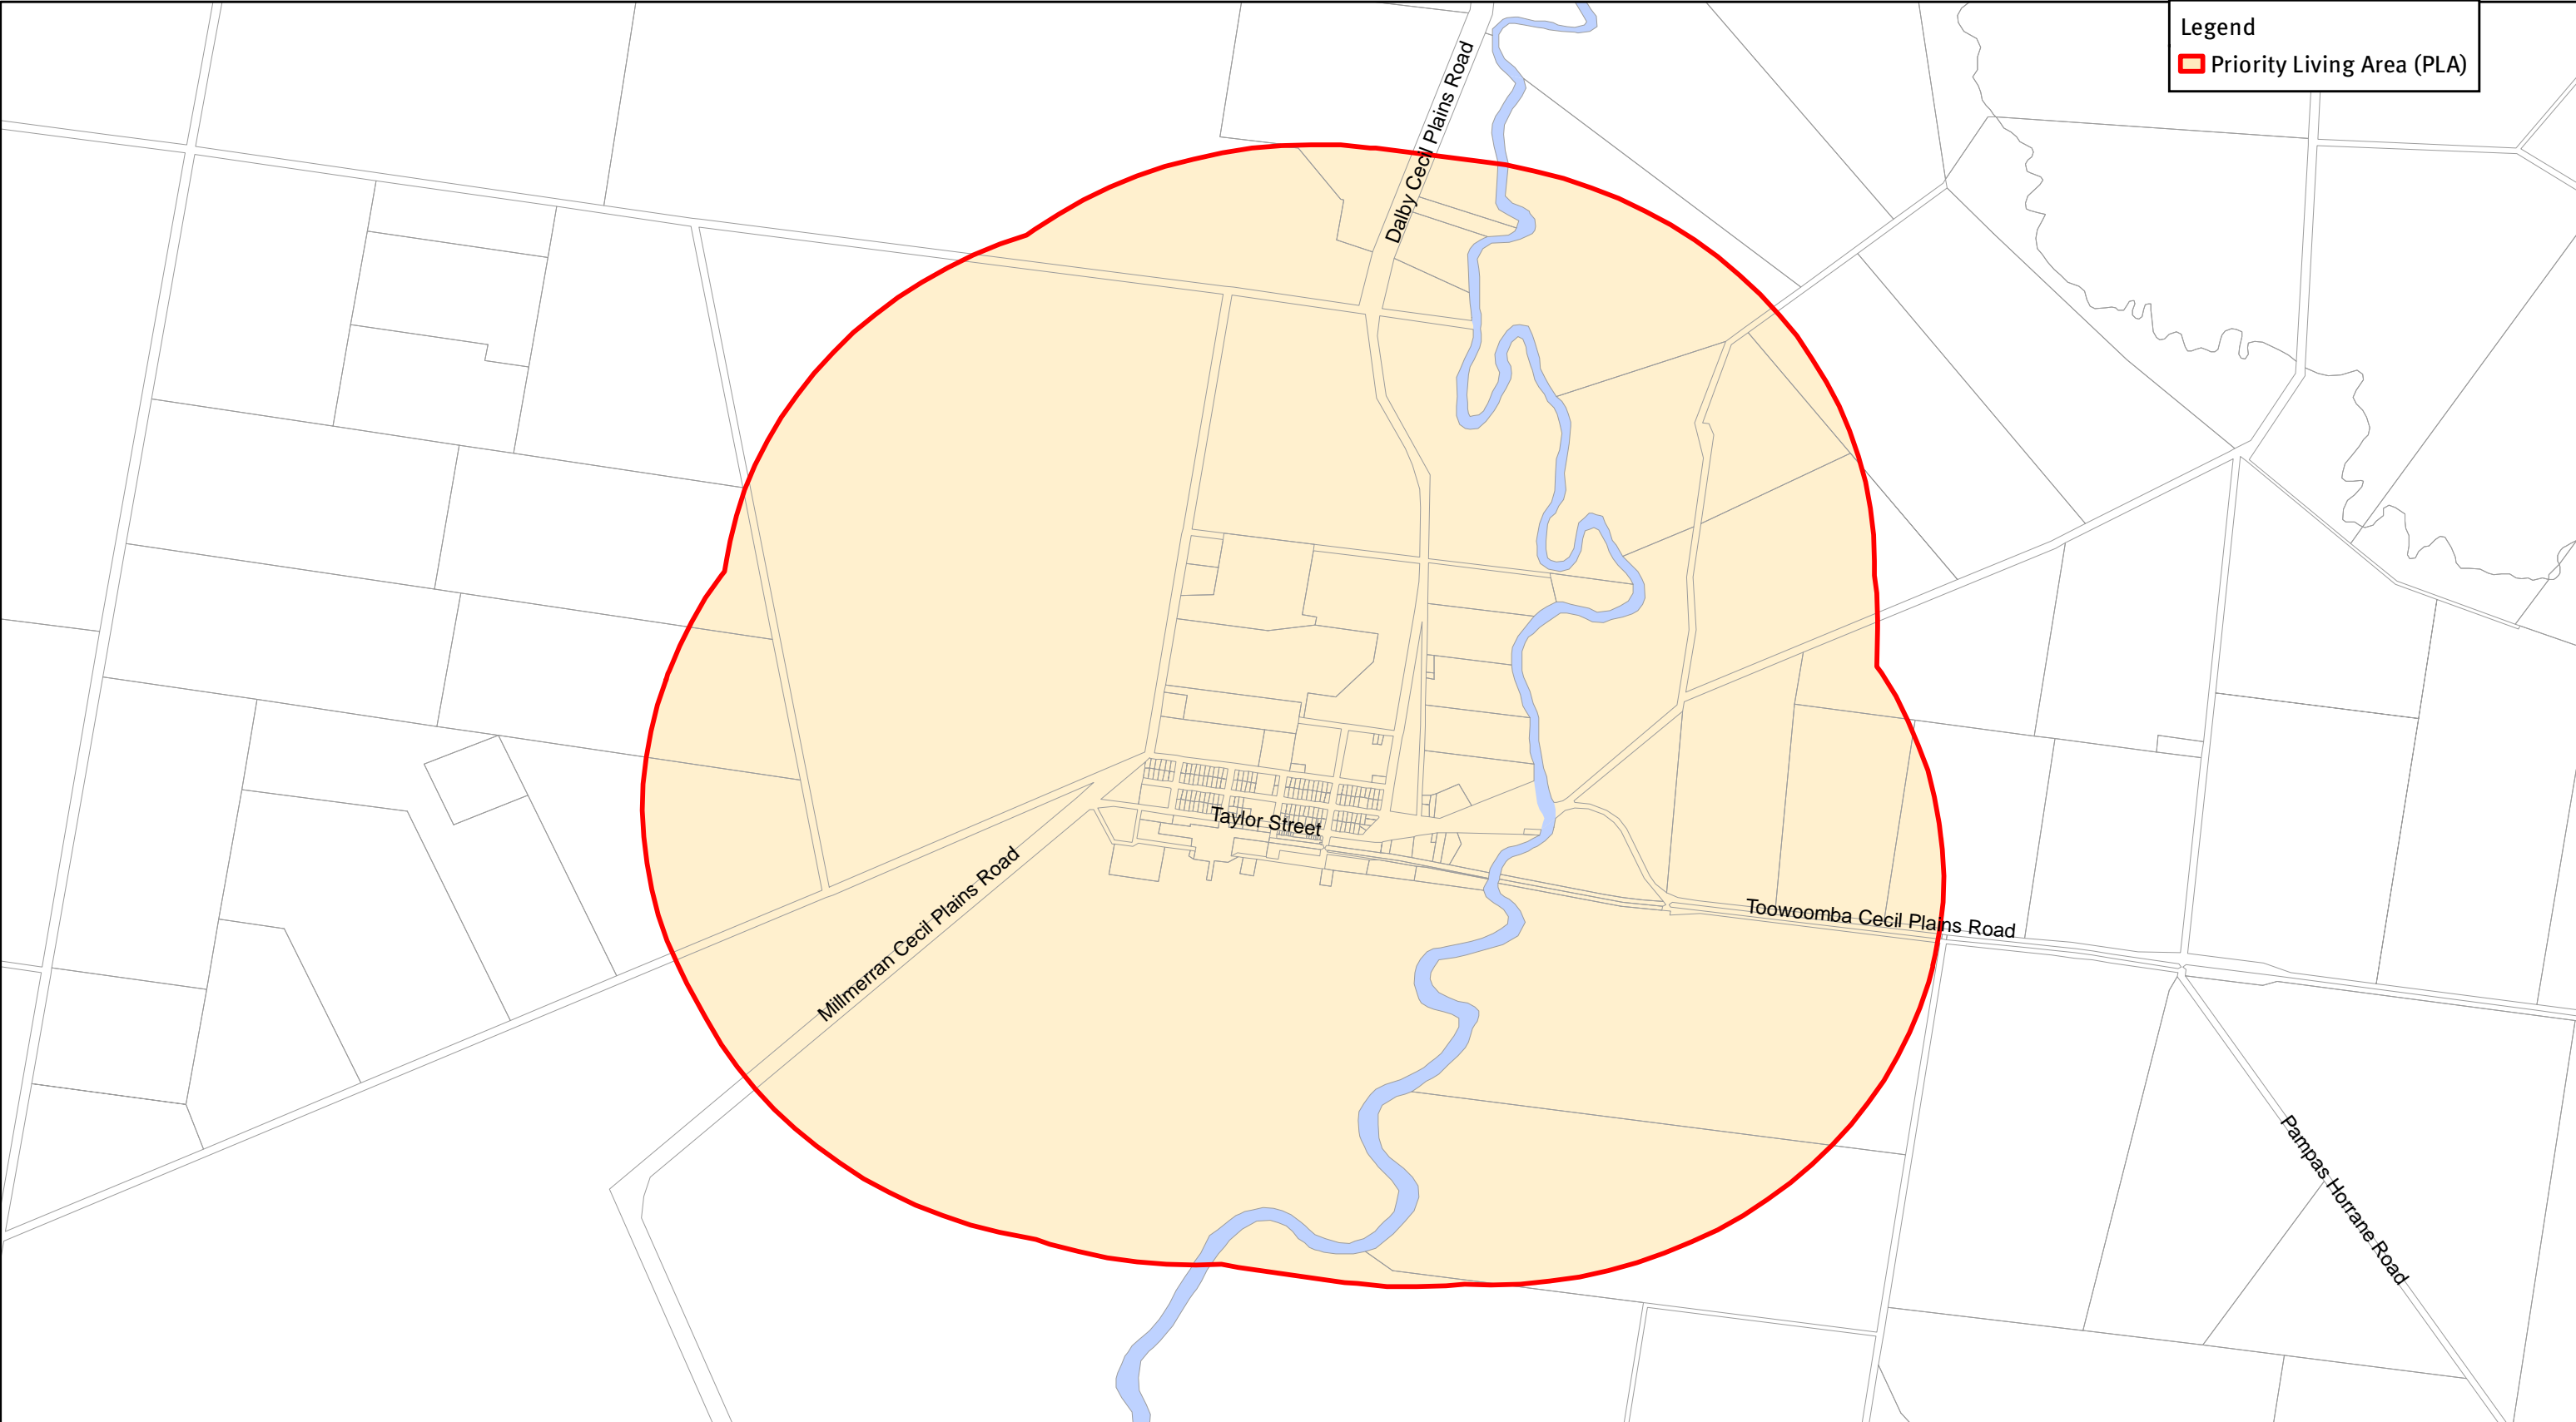 Legend
Priority Living Area (PLA)
Dalby Cecil Plains Road
Taylor Street
Millmerran Cecil Plains Road
Toowoomba Cecil Plains Road
Pampas Horrane Road